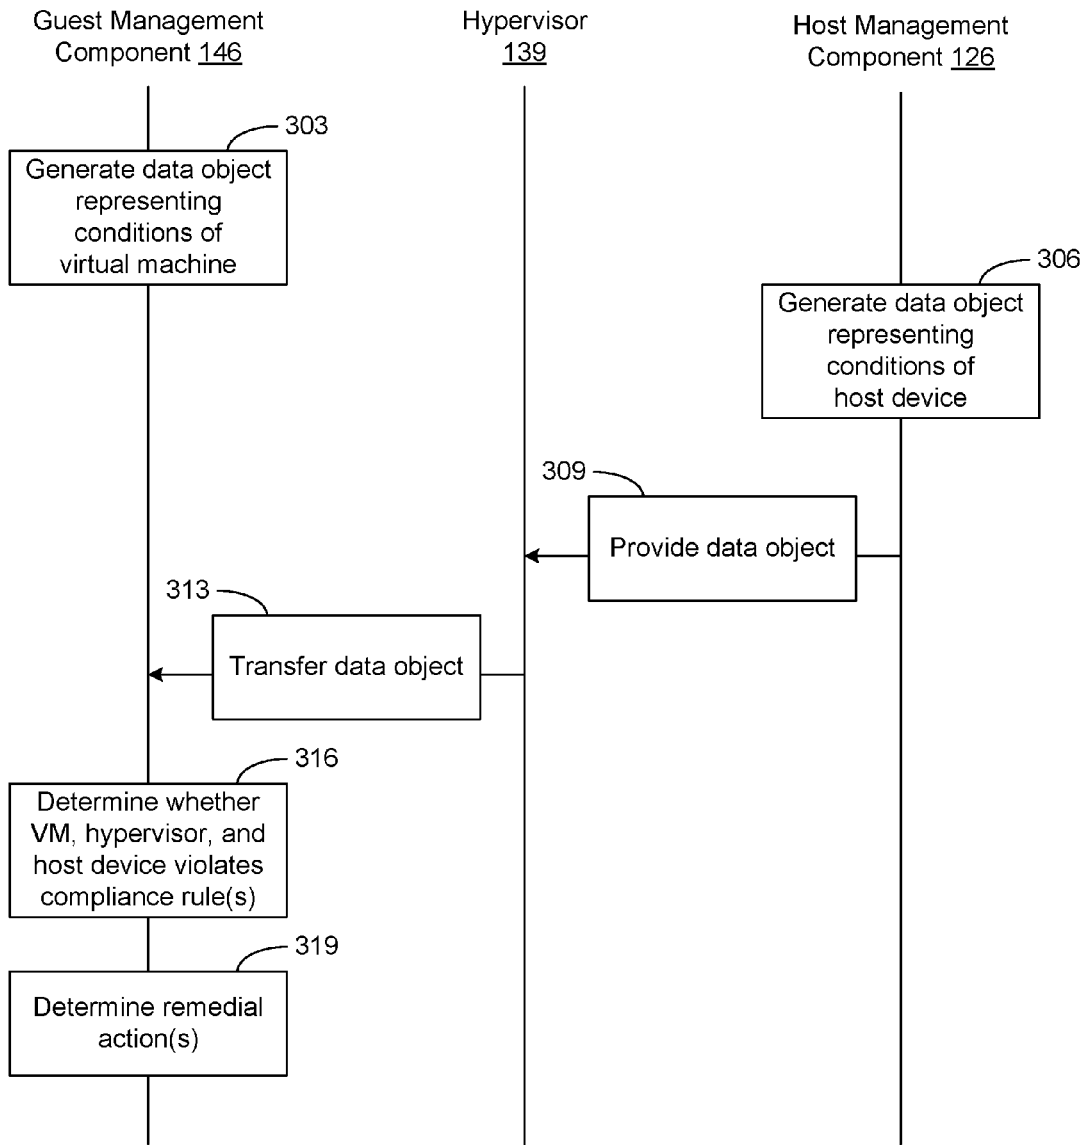 Guest Management
Component 146
Hypervisor
139
Host Management
Component 126
303
Generate data object
representing
conditions of
virtual machine
306
Generate data object
representing
conditions of
host device
309
Provide data object
313
Transfer data object
316
Determine whether
VM, hypervisor, and
host device violates
compliance rule(s)
319
Determine remedial
action(s)